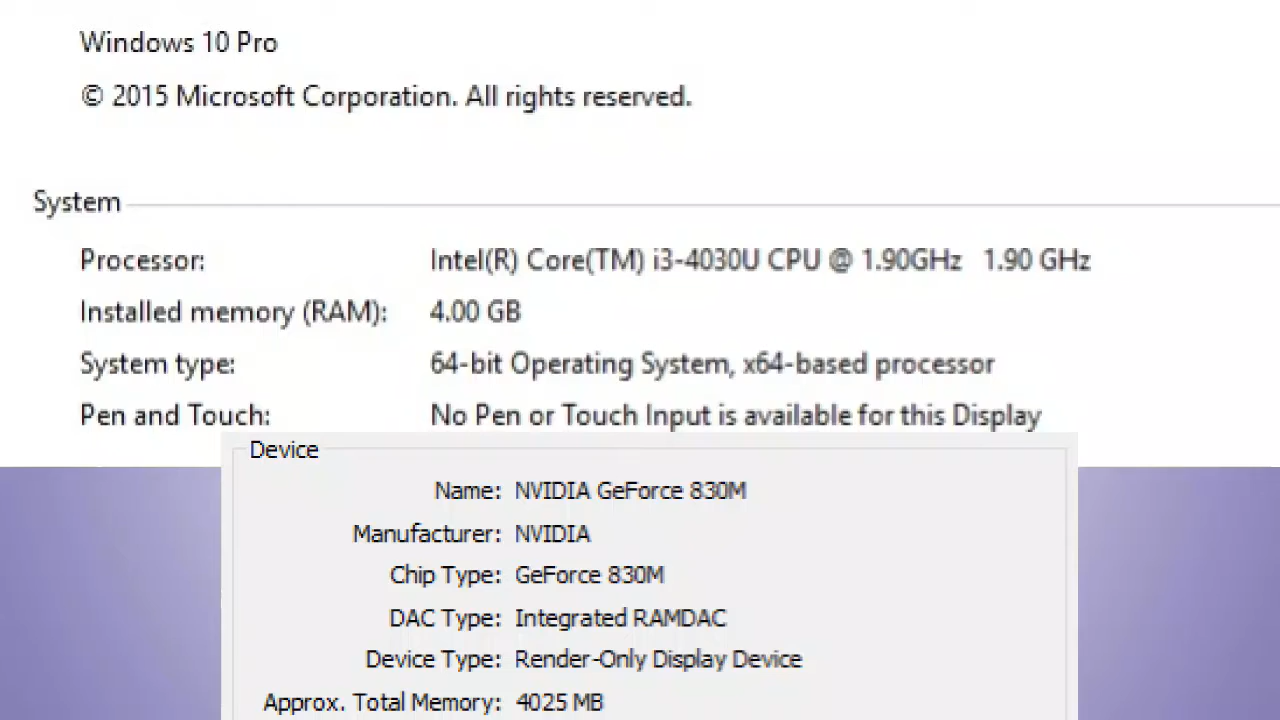 Windows 10 Pro
© 2015 Microsoft Corporation. All rights reserved.
System
Processor: Intel(R) Core(TM) i3-4030U CPU @ 1.90GHz 1.90 GHz
Installed memory (RAM): 4.00 GB
System type: 64-bit Operating System, x64-based processor
Pen and Touch: No Pen or Touch Input is available for this Display
Device
Name: NVIDIA GeForce 830M
Manufacturer: NVIDIA
Chip Type: GeForce 830M
DAC Type: Integrated RAMDAC
Device Type: Render-Only Display Device
Approx. Total Memory: 4025 MB